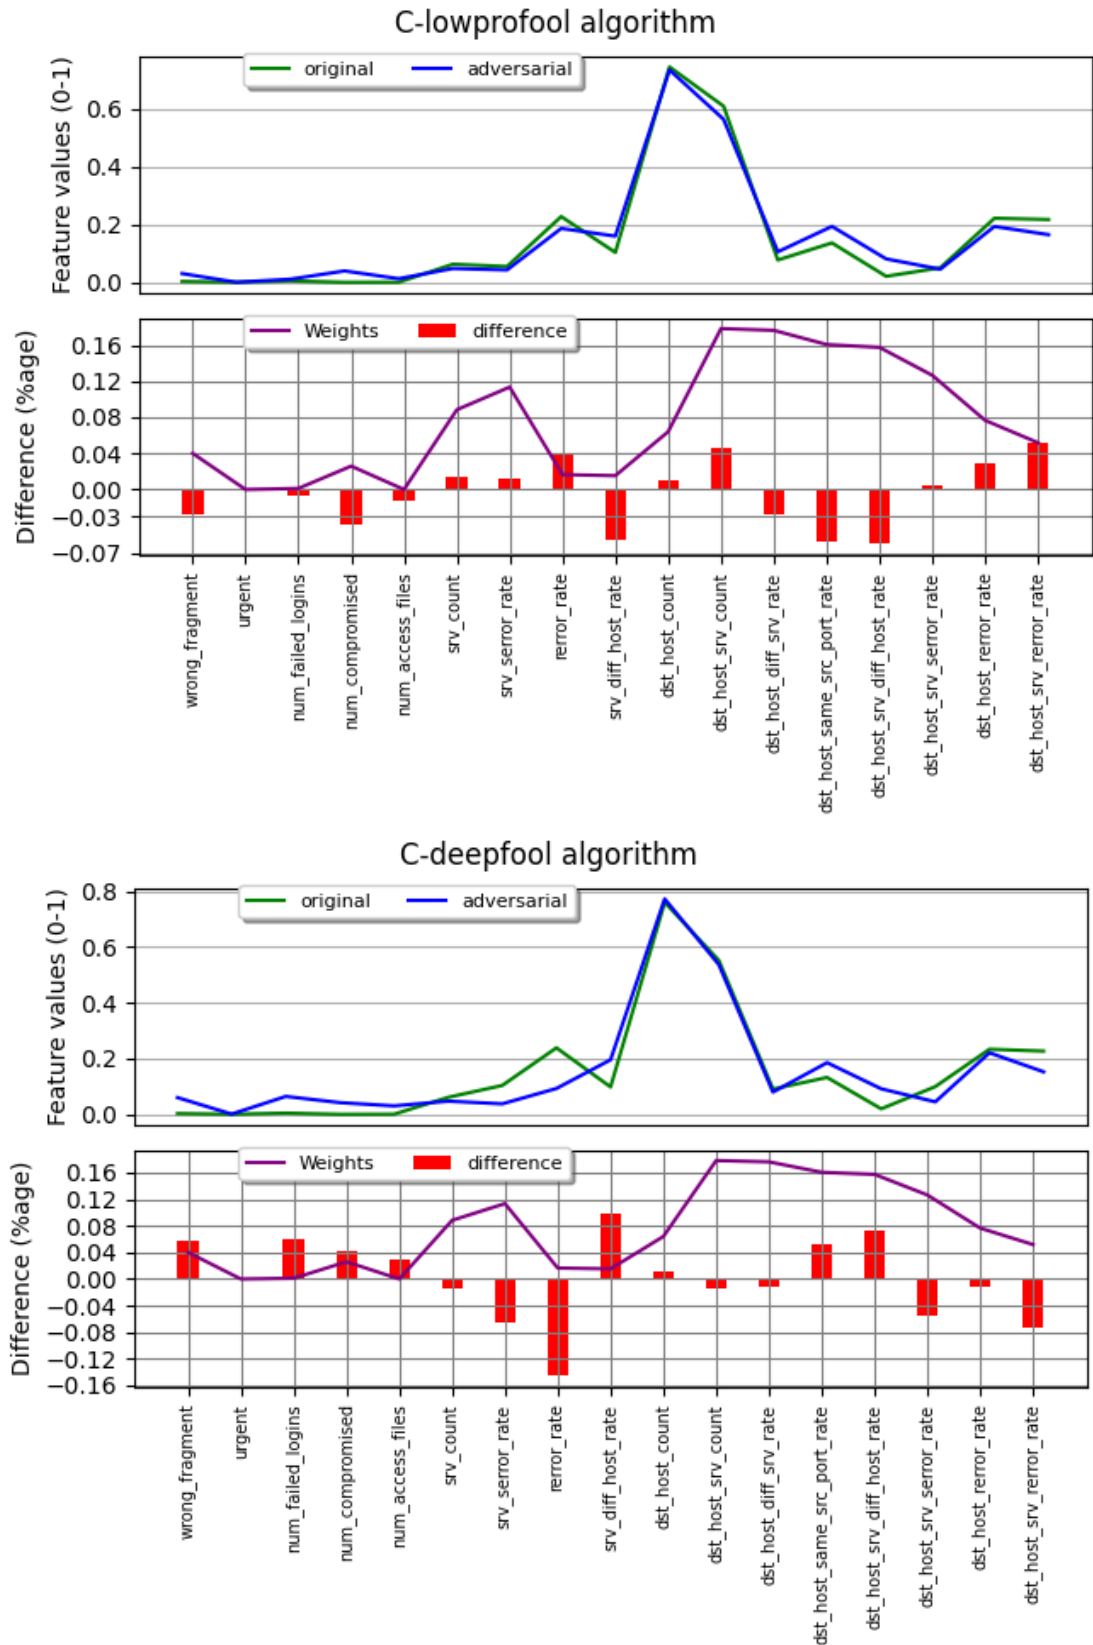 C-lowprofool algorithm
original adversarial
Feature values (0-1)
0.6
0.4
0.2
0.0
Weights difference
Difference (%age)
0.16
0.12
0.08
0.04
0.00
−0.03
−0.07
wrong_fragment
urgent
num_failed_logins
num_compromised
num_access_files
srv_count
srv_serror_rate
rerror_rate
srv_diff_host_rate
dst_host_count
dst_host_srv_count
dst_host_diff_srv_rate
dst_host_same_src_port_rate
dst_host_srv_diff_host_rate
dst_host_srv_serror_rate
dst_host_rerror_rate
dst_host_srv_rerror_rate
C-deepfool algorithm
original adversarial
Feature values (0-1)
0.8
0.6
0.4
0.2
0.0
Weights difference
Difference (%age)
0.16
0.12
0.08
0.04
0.00
−0.04
−0.08
−0.12
−0.16
wrong_fragment
urgent
num_failed_logins
num_compromised
num_access_files
srv_count
srv_serror_rate
rerror_rate
srv_diff_host_rate
dst_host_count
dst_host_srv_count
dst_host_diff_srv_rate
dst_host_same_src_port_rate
dst_host_srv_diff_host_rate
dst_host_srv_serror_rate
dst_host_rerror_rate
dst_host_srv_rerror_rate